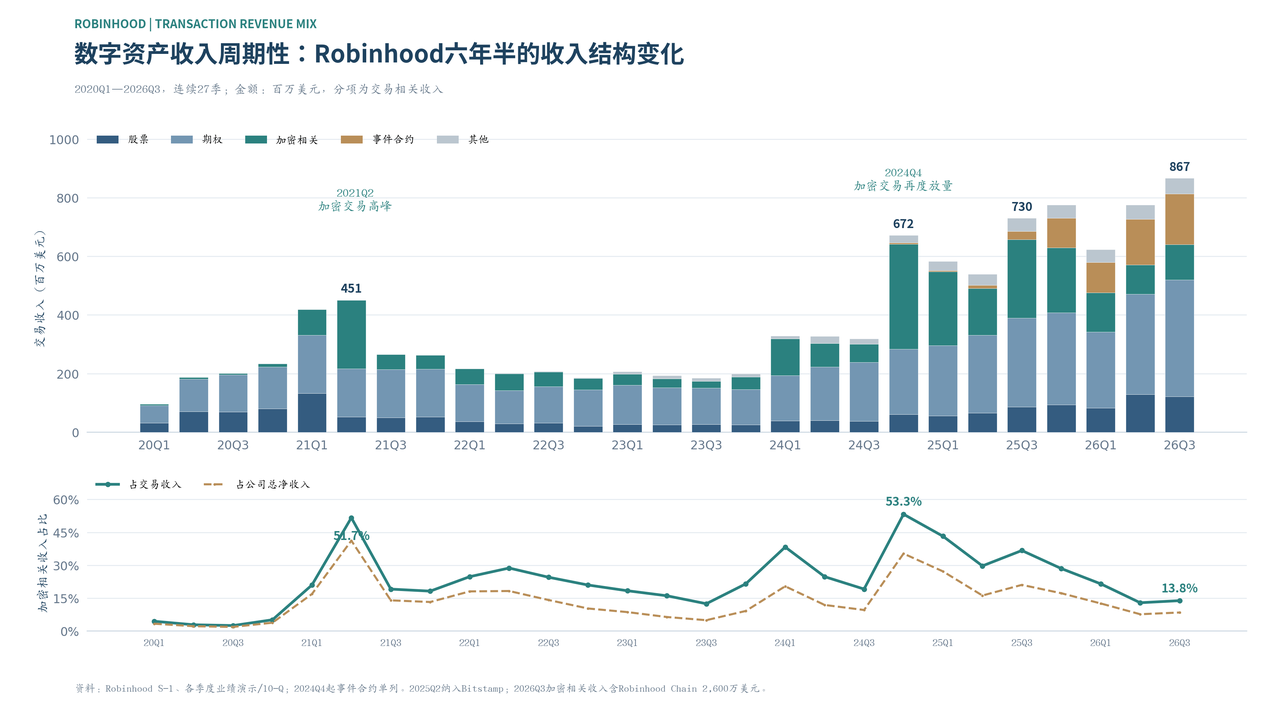 ROBINHOOD | TRANSACTION REVENUE MIX
数字资产收入周期性：Robinhood六年半的收入结构变化
2020Q1—2026Q3，连续27季；金额：百万美元，分项为交易相关收入
股票 期权 加密相关 事件合约 其他
交易收入（百万美元）
1000
800
600
400
200
0
2021Q2
加密交易高峰
2024Q4
加密交易再度放量
451
672
730
867
20Q1 20Q3 21Q1 21Q3 22Q1 22Q3 23Q1 23Q3 24Q1 24Q3 25Q1 25Q3 26Q1 26Q3
占交易收入 占公司总净收入
加密相关收入占比
60%
45%
30%
15%
0%
51.7%
53.3%
13.8%
20Q1 20Q3 21Q1 21Q3 22Q1 22Q3 23Q1 23Q3 24Q1 24Q3 25Q1 25Q3 26Q1 26Q3
资料：Robinhood S-1、各季度业绩演示/10-Q；2024Q4起事件合约单列，2025Q2纳入Bitstamp；2026Q3加密相关收入含Robinhood Chain 2,600万美元。